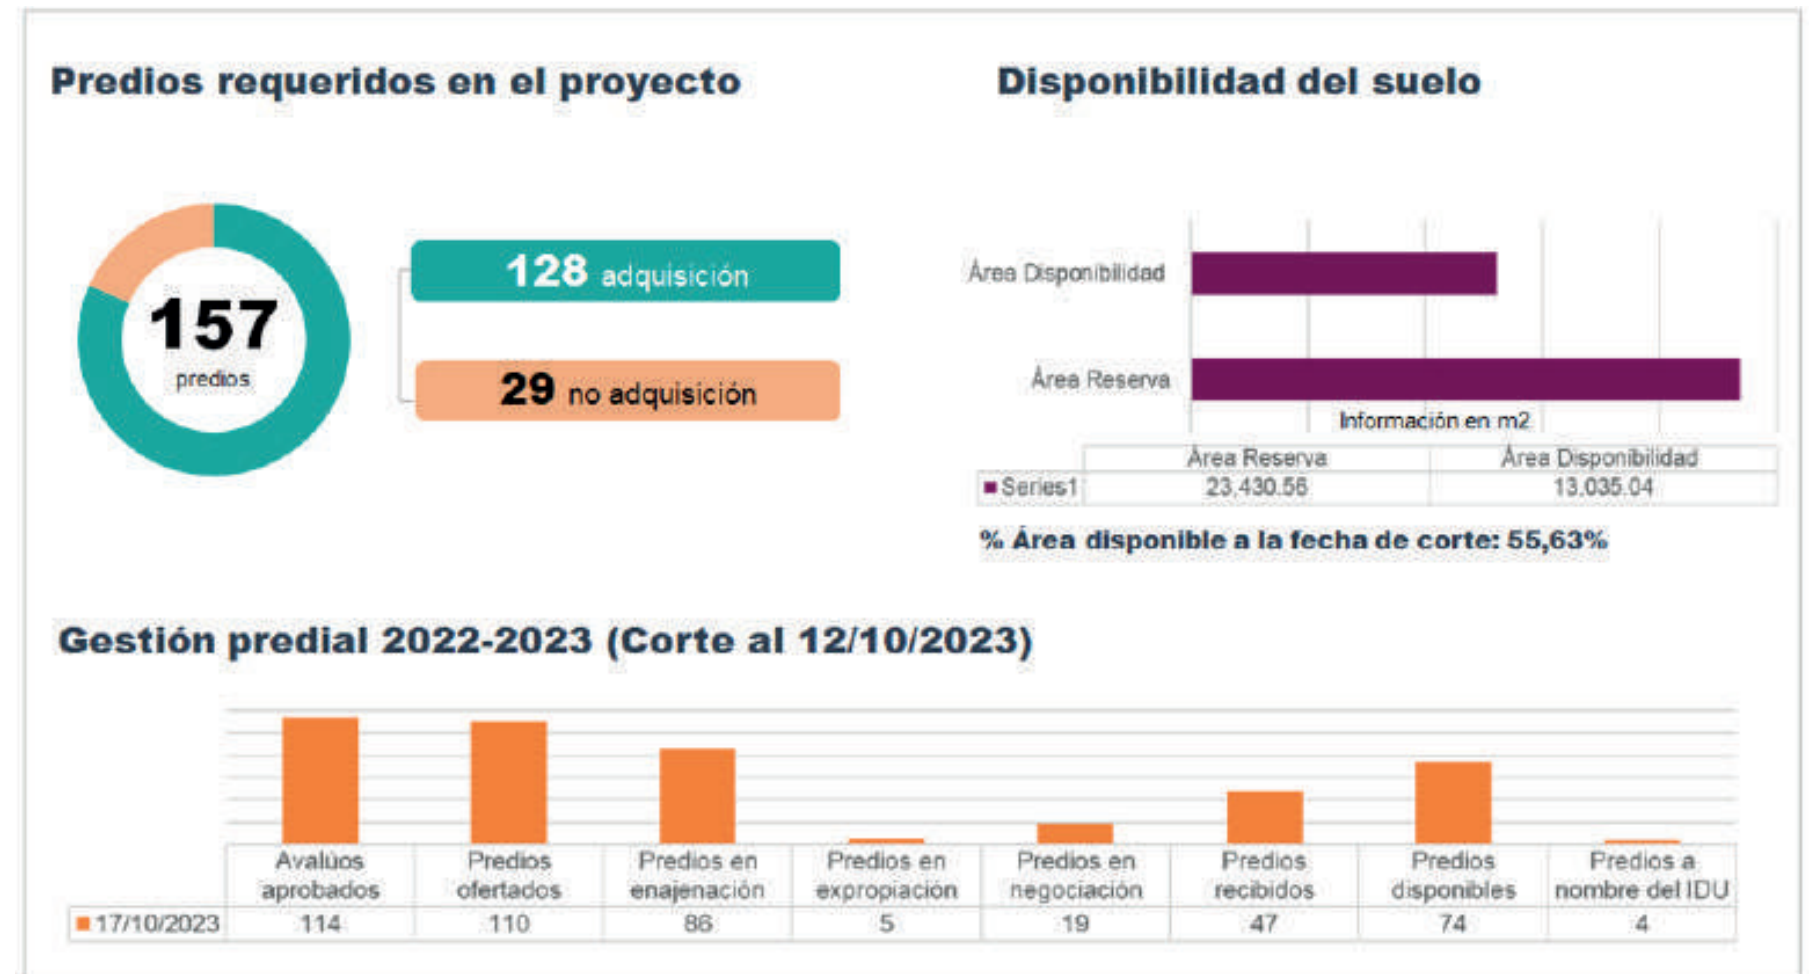 Predios requeridos en el proyecto
157
predios
128 adquisición
29 no adquisición
Disponibilidad del suelo
Área Disponibilidad
Área Reserva
Información en m2
Área Reserva Área Disponibilidad
Series1 23,430.56 13,035.04
% Área disponible a la fecha de corte: 55,63%
Gestión predial 2022-2023 (Corte al 12/10/2023)
Avalúos aprobados
Predios ofertados
Predios en enajenación
Predios en expropiación
Predios en negociación
Predios recibidos
Predios disponibles
Predios a nombre del IDU
17/10/2023 114 110 86 5 19 47 74 4